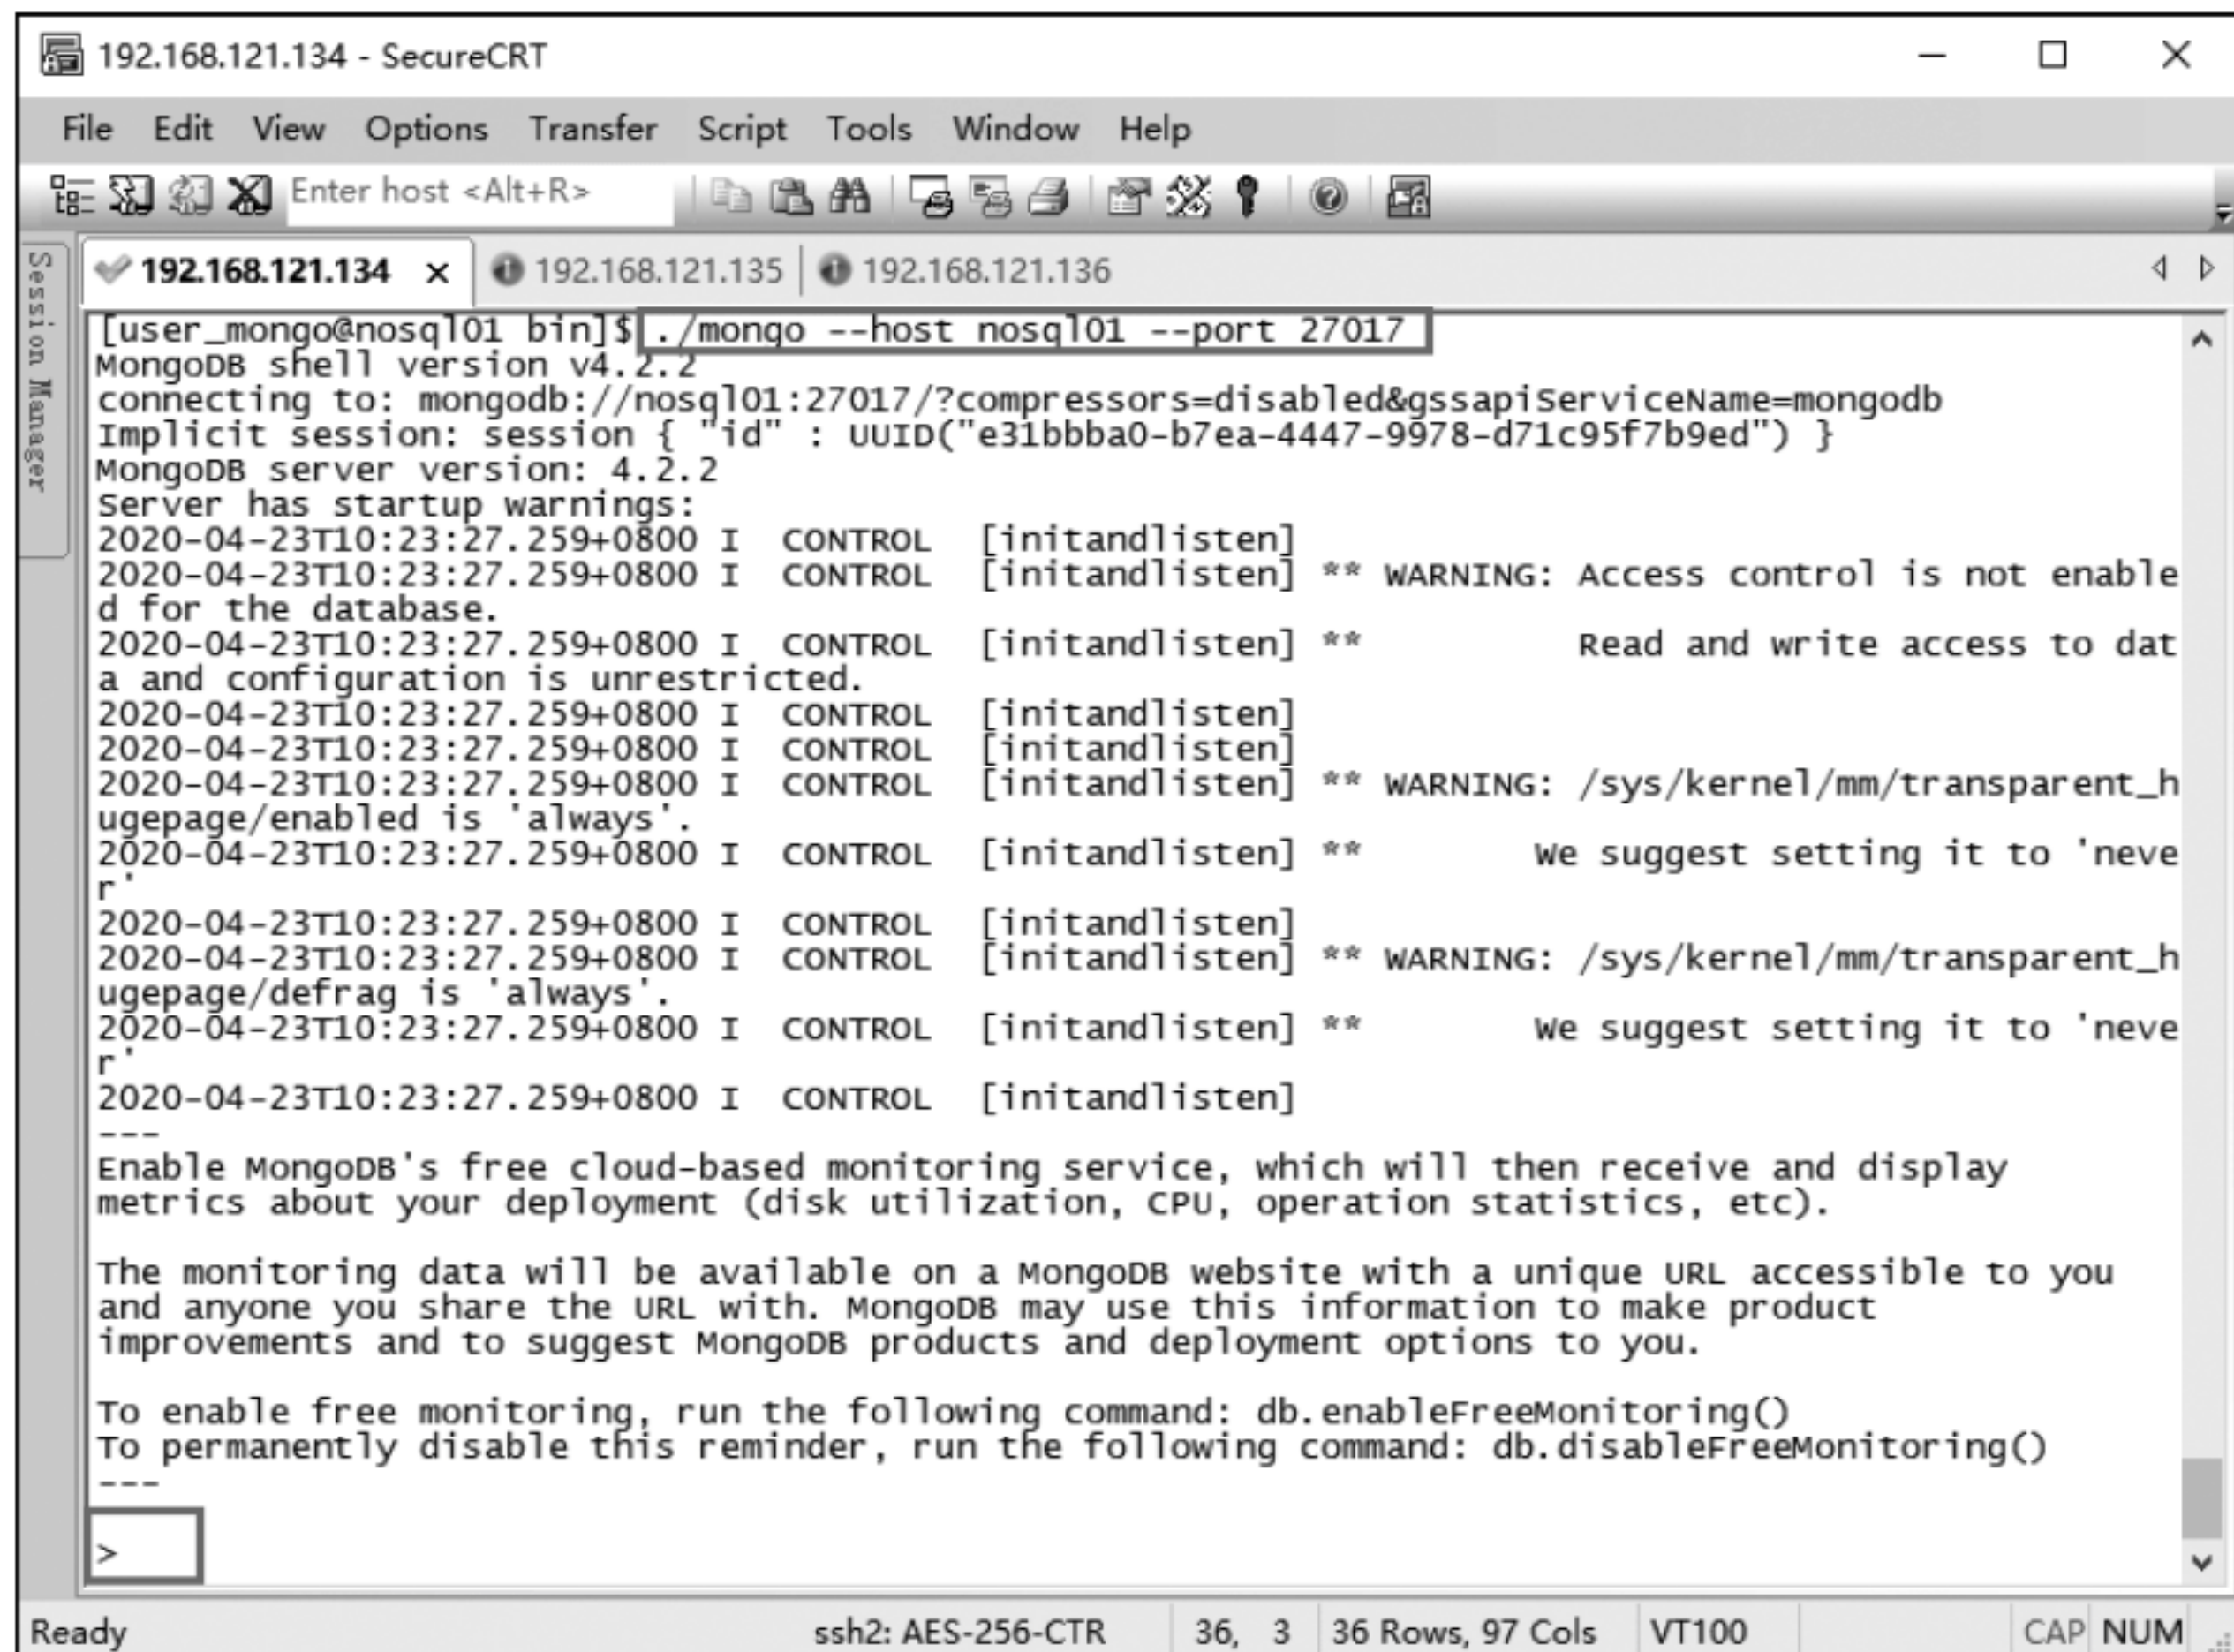 192.168.121.134 - SecureCRT
File Edit View Options Transfer Script Tools Window Help
Enter host <Alt+R>
Session Manager
192.168.121.134 x 192.168.121.135 192.168.121.136
[user_mongo@nosql01 bin]$ ./mongo --host nosql01 --port 27017
MongoDB shell version v4.2.2
connecting to: mongodb://nosql01:27017/?compressors=disabled&gssapiServiceName=mongodb
Implicit session: session { "id" : UUID("e31bbba0-b7ea-4447-9978-d71c95f7b9ed") }
MongoDB server version: 4.2.2
Server has startup warnings:
2020-04-23T10:23:27.259+0800 I  CONTROL  [initandlisten]
2020-04-23T10:23:27.259+0800 I  CONTROL  [initandlisten] ** WARNING: Access control is not enable
d for the database.
2020-04-23T10:23:27.259+0800 I  CONTROL  [initandlisten] **          Read and write access to dat
a and configuration is unrestricted.
2020-04-23T10:23:27.259+0800 I  CONTROL  [initandlisten]
2020-04-23T10:23:27.259+0800 I  CONTROL  [initandlisten]
2020-04-23T10:23:27.259+0800 I  CONTROL  [initandlisten] ** WARNING: /sys/kernel/mm/transparent_h
ugepage/enabled is 'always'.
2020-04-23T10:23:27.259+0800 I  CONTROL  [initandlisten] **        We suggest setting it to 'neve
r'
2020-04-23T10:23:27.259+0800 I  CONTROL  [initandlisten]
2020-04-23T10:23:27.259+0800 I  CONTROL  [initandlisten] ** WARNING: /sys/kernel/mm/transparent_h
ugepage/defrag is 'always'.
2020-04-23T10:23:27.259+0800 I  CONTROL  [initandlisten] **        We suggest setting it to 'neve
r'
2020-04-23T10:23:27.259+0800 I  CONTROL  [initandlisten]
---
Enable MongoDB's free cloud-based monitoring service, which will then receive and display
metrics about your deployment (disk utilization, CPU, operation statistics, etc).
The monitoring data will be available on a MongoDB website with a unique URL accessible to you
and anyone you share the URL with. MongoDB may use this information to make product
improvements and to suggest MongoDB products and deployment options to you.
To enable free monitoring, run the following command: db.enableFreeMonitoring()
To permanently disable this reminder, run the following command: db.disableFreeMonitoring()
---
>
Ready ssh2: AES-256-CTR 36, 3 36 Rows, 97 Cols VT100 CAP NUM